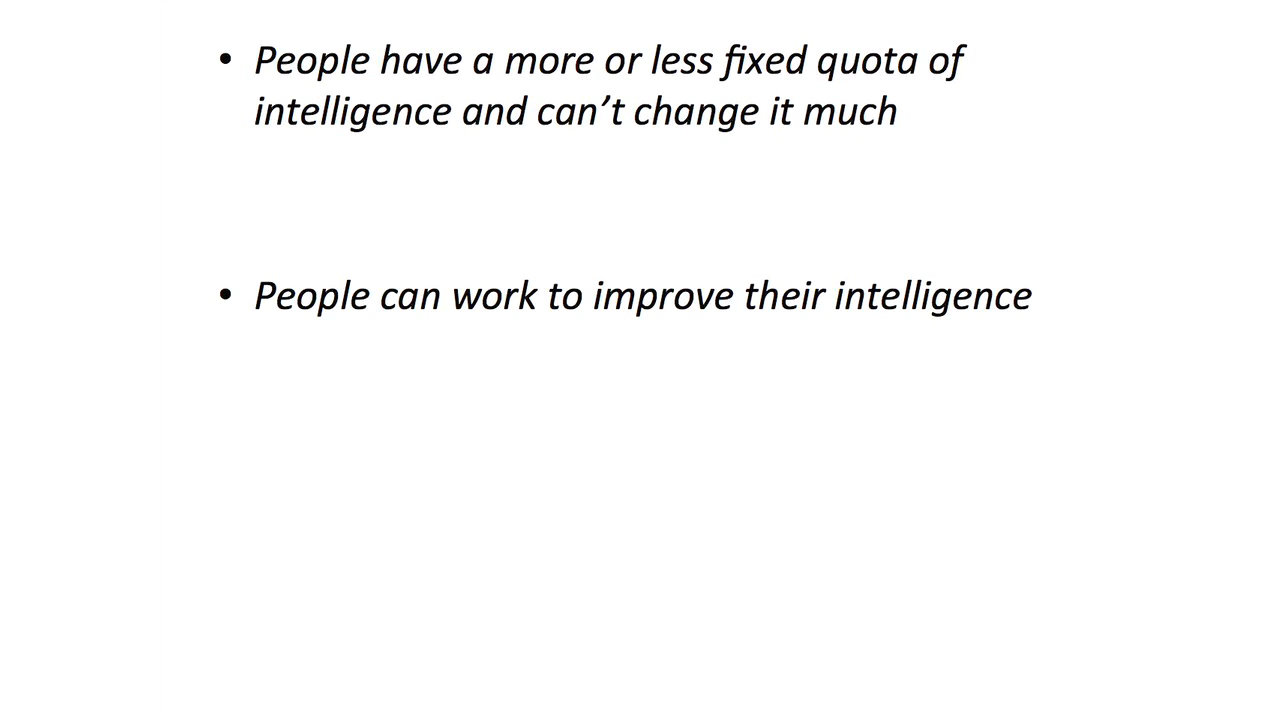 • People have a more or less fixed quota of
intelligence and can’t change it much
• People can work to improve their intelligence